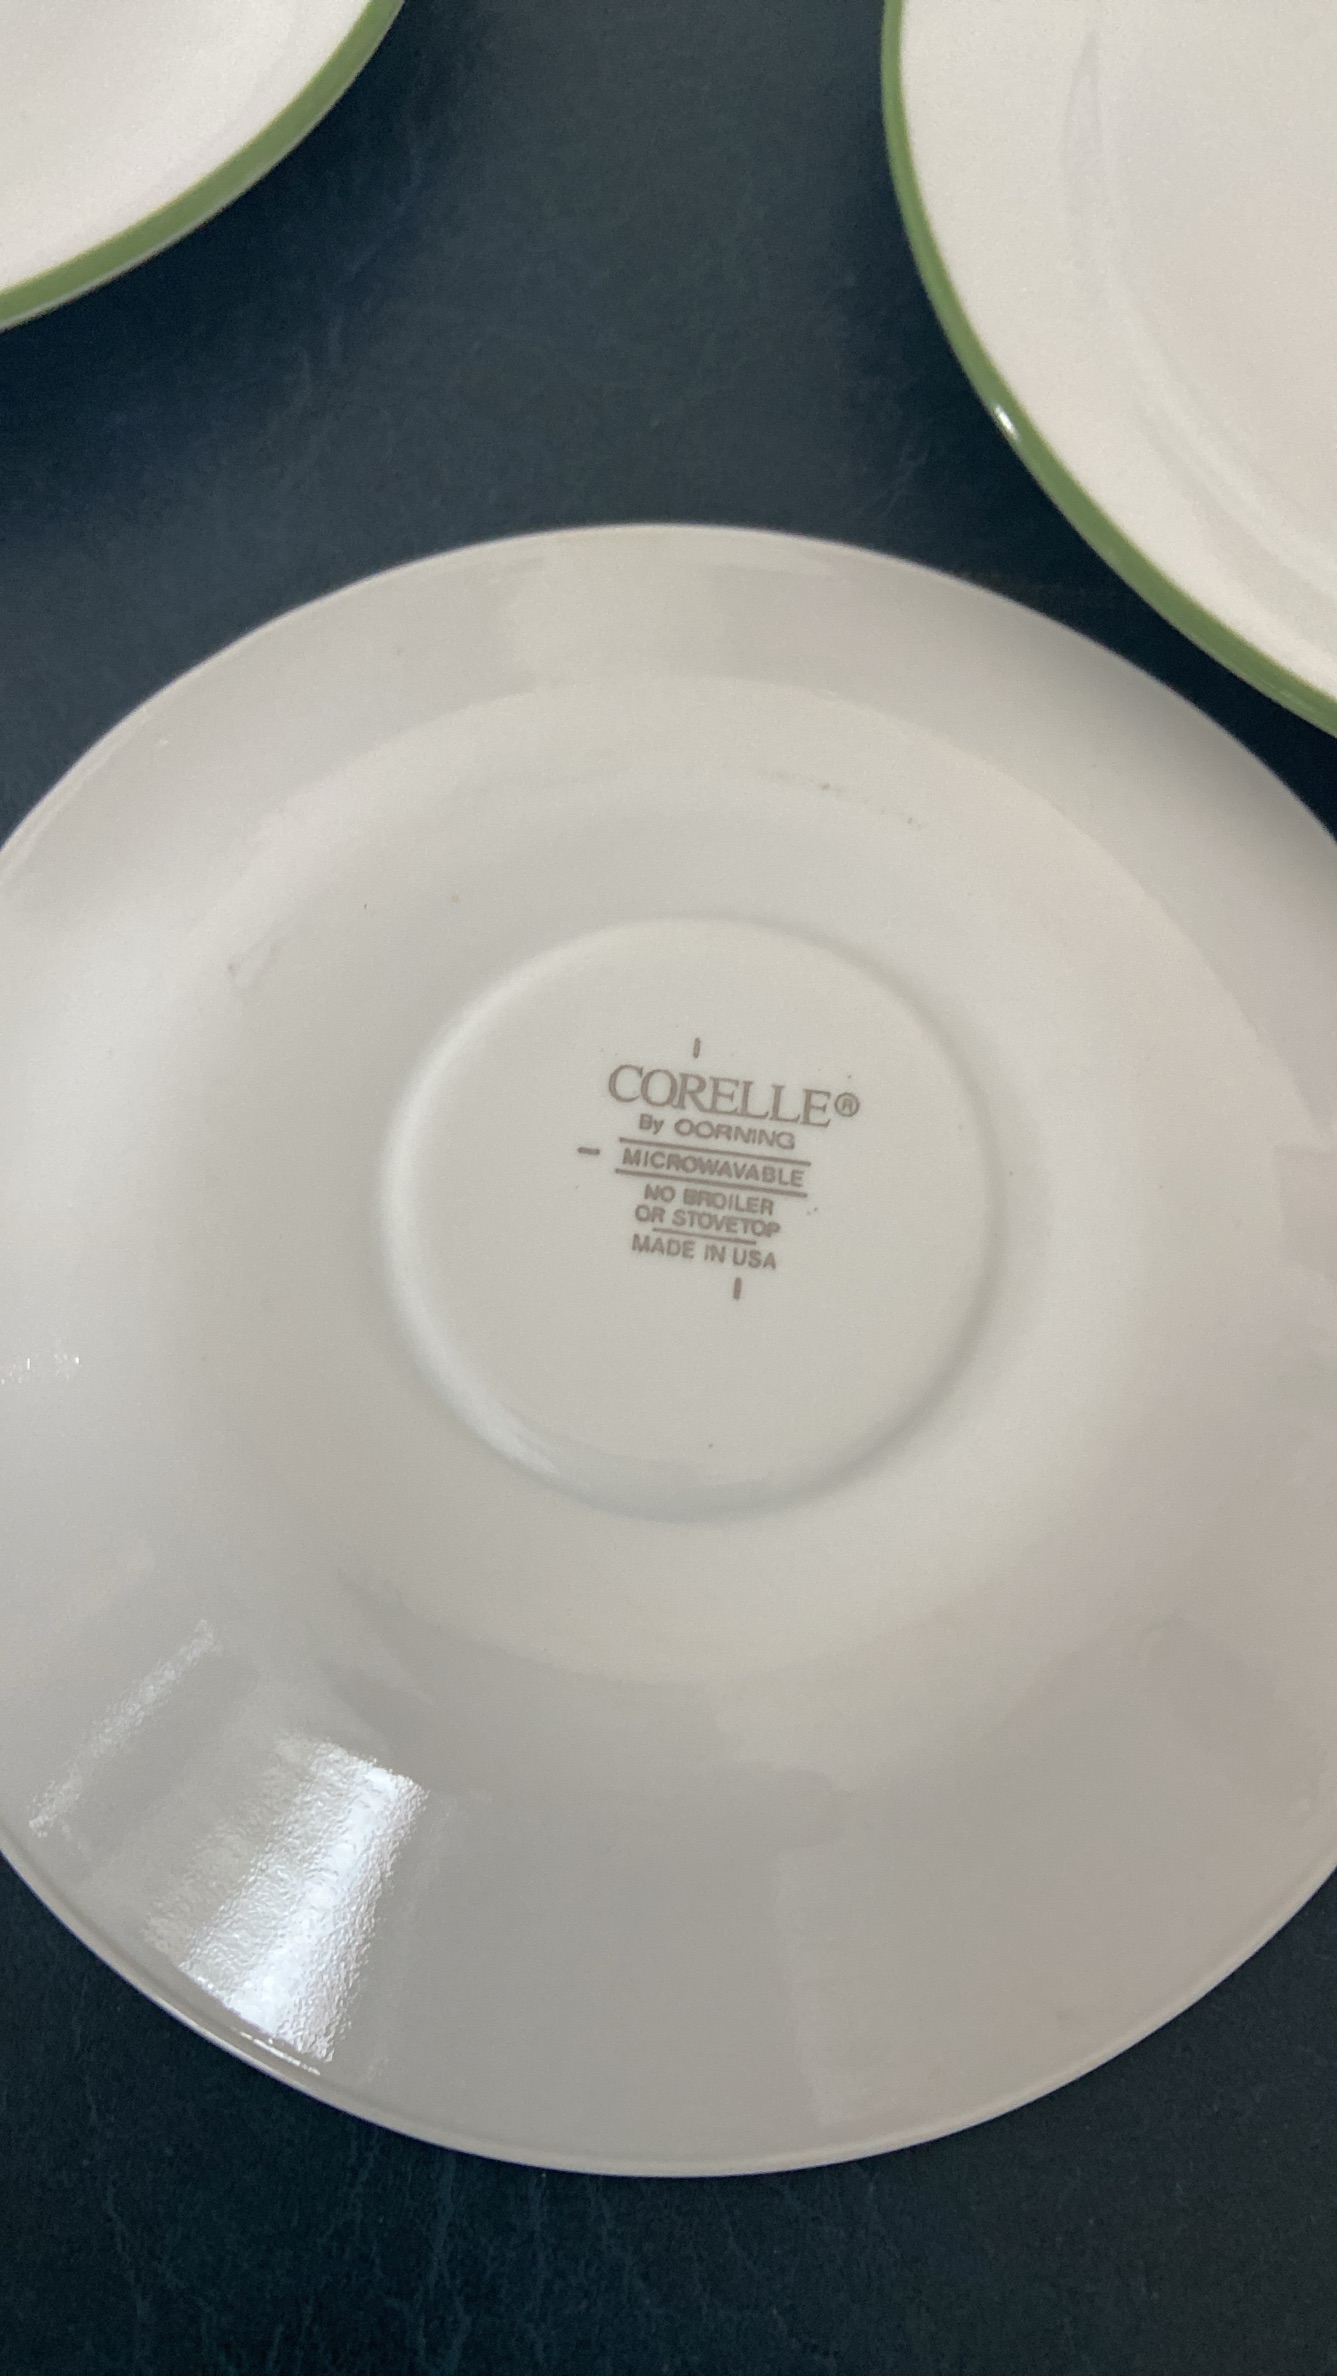 CORELLE®
By CORNING
MICROWAVABLE
NO BROILER
OR STOVETOP
MADE IN USA